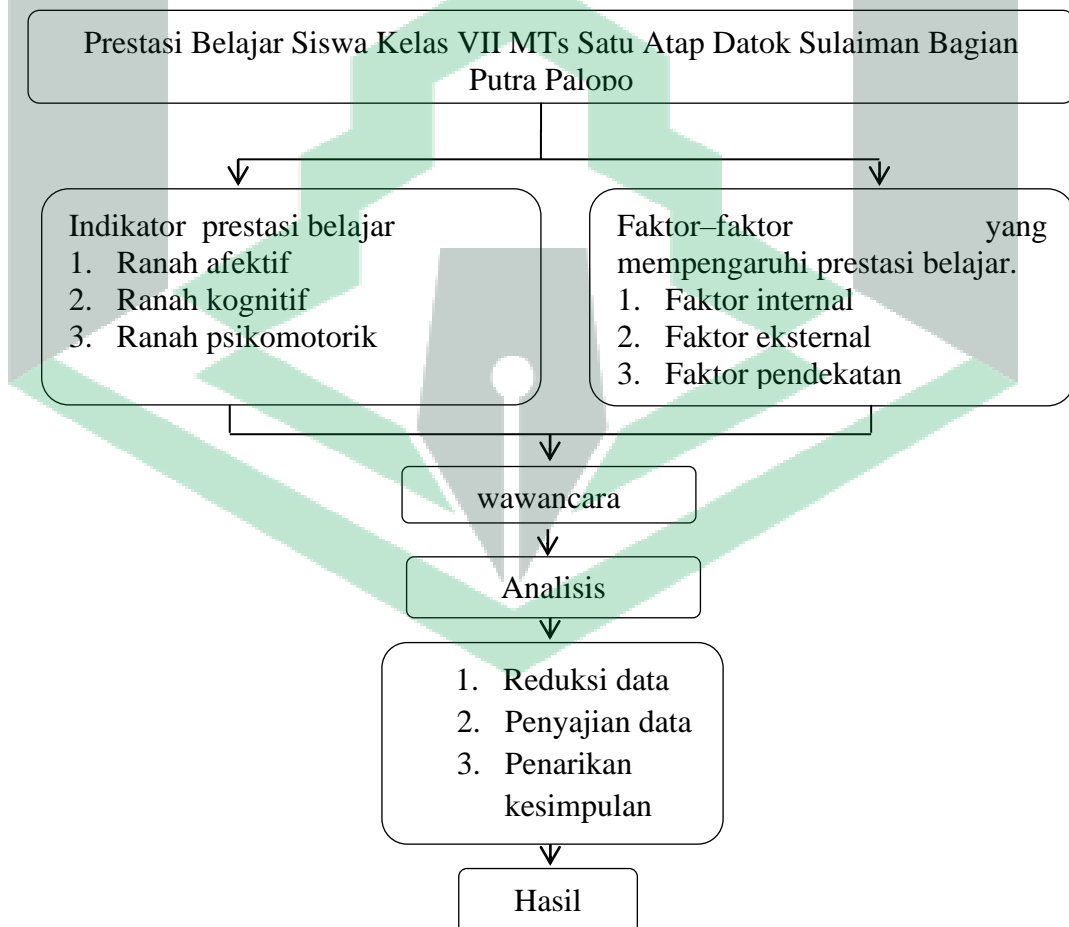 Prestasi Belajar Siswa Kelas VII MTs Satu Atap Datok Sulaiman Bagian
Putra Palopo
Indikator prestasi belajar
1. Ranah afektif
2. Ranah kognitif
3. Ranah psikomotorik
Faktor–faktor yang
mempengaruhi prestasi belajar.
1. Faktor internal
2. Faktor eksternal
3. Faktor pendekatan
wawancara
Analisis
1. Reduksi data
2. Penyajian data
3. Penarikan
kesimpulan
Hasil